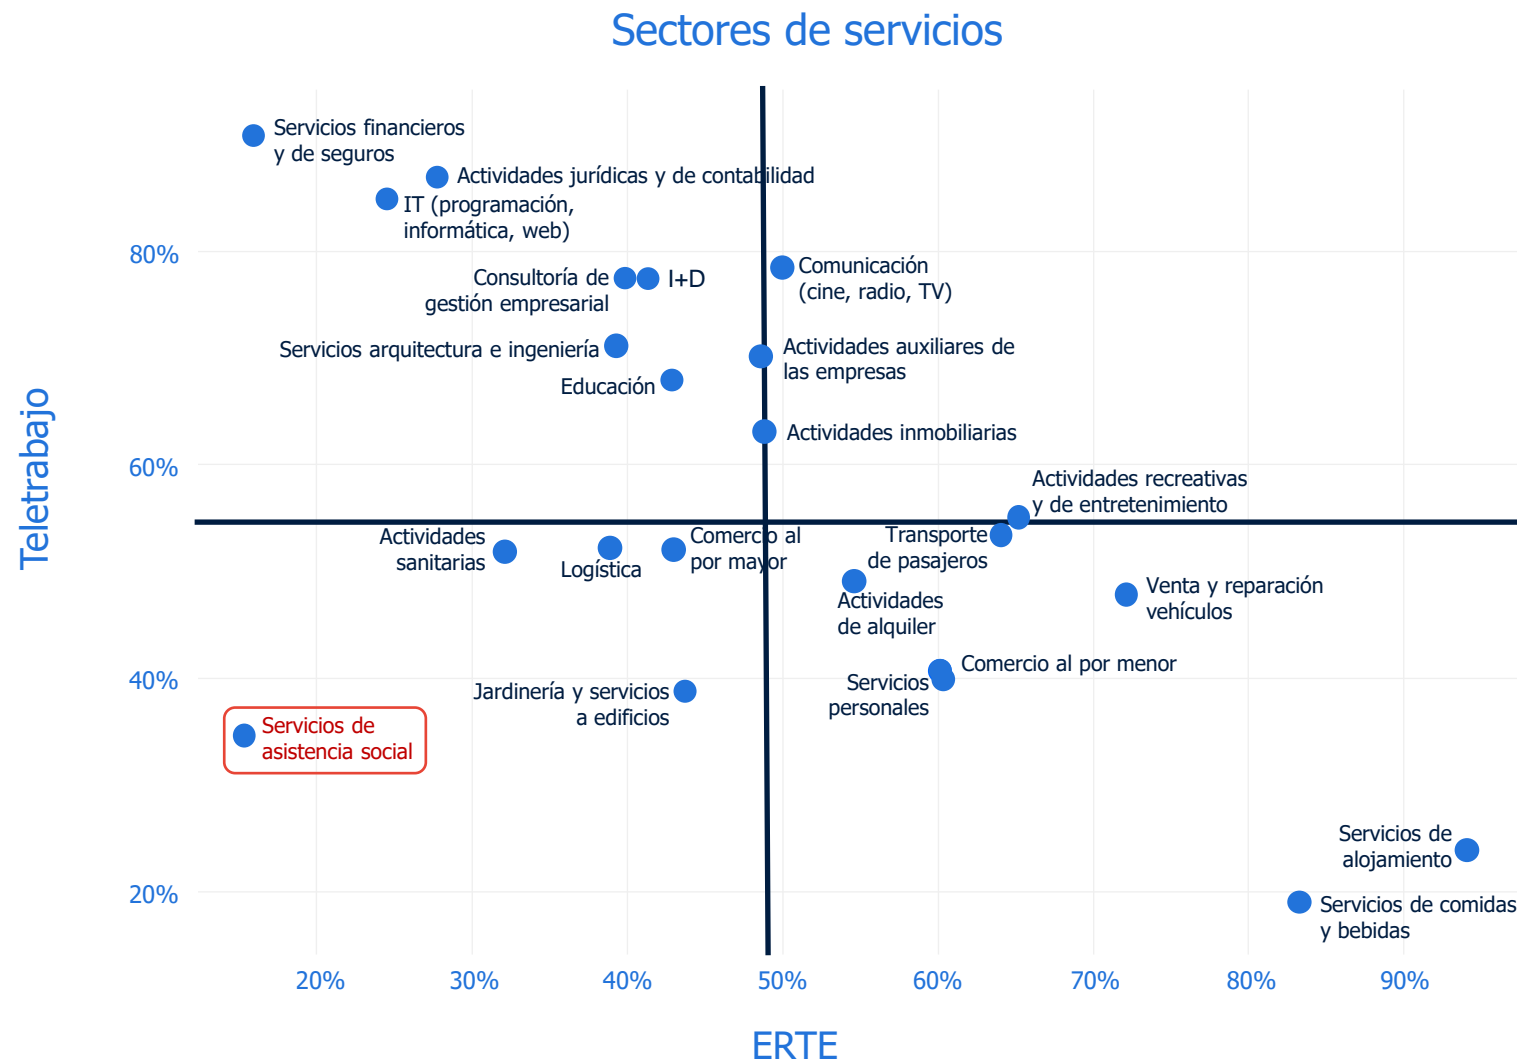 Sectores de servicios
Servicios financieros
y de seguros
Actividades jurídicas y de contabilidad
IT (programación,
informática, web)
80%
Consultoría de
gestión empresarial
I+D
Comunicación
(cine, radio, TV)
Servicios arquitectura e ingeniería
Actividades auxiliares de
las empresas
Educación
Actividades inmobiliarias
Teletrabajo
60%
Actividades recreativas
y de entretenimiento
Actividades
sanitarias
Logística
Comercio al
por mayor
Transporte
de pasajeros
Actividades
de alquiler
Venta y reparación
vehículos
40%
Jardinería y servicios
a edificios
Comercio al por menor
Servicios
personales
Servicios de
asistencia social
Servicios de
alojamiento
20%
Servicios de comidas
y bebidas
20%
30%
40%
50%
60%
70%
80%
90%
ERTE